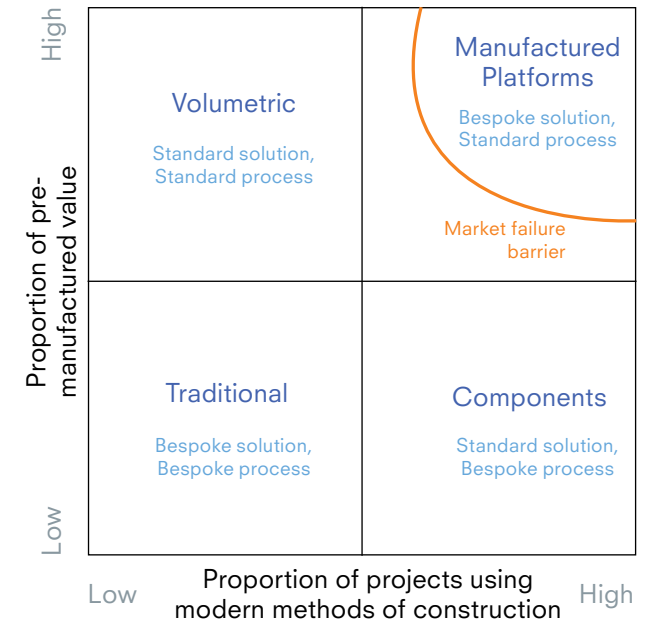 High
Volumetric
Standard solution,
Standard process
Manufactured
Platforms
Bespoke solution,
Standard process
Market failure
barrier
Proportion of pre-
manufactured value
Traditional
Bespoke solution,
Bespoke process
Components
Standard solution,
Bespoke process
Low
Low
Proportion of projects using
modern methods of construction
High